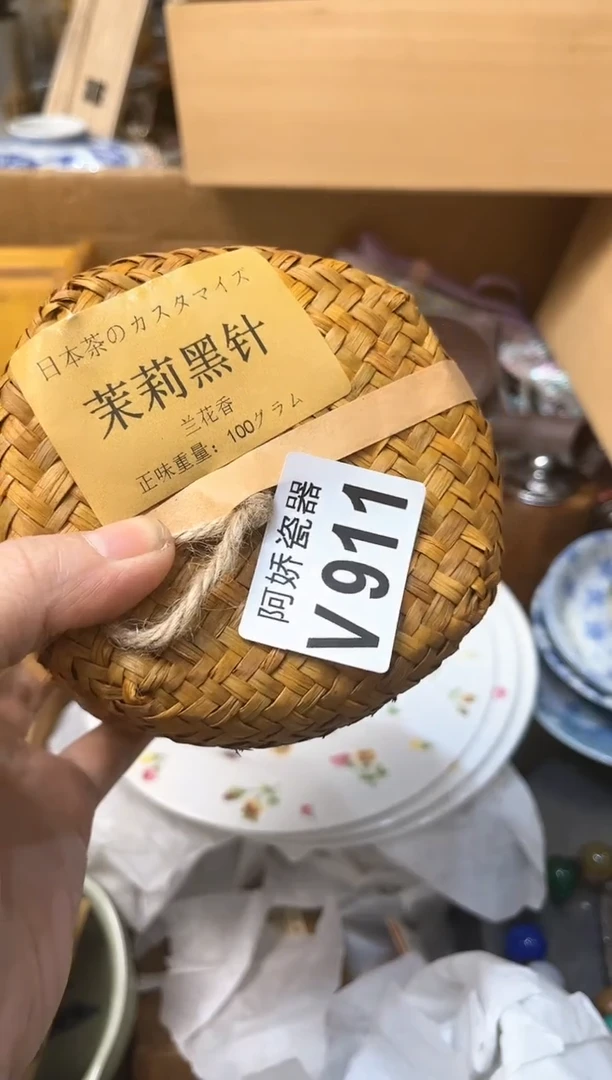 日本茶のカスタマイズ
茉莉黑针
兰花香
正味重量：100グラム
阿娇瓷器
V911